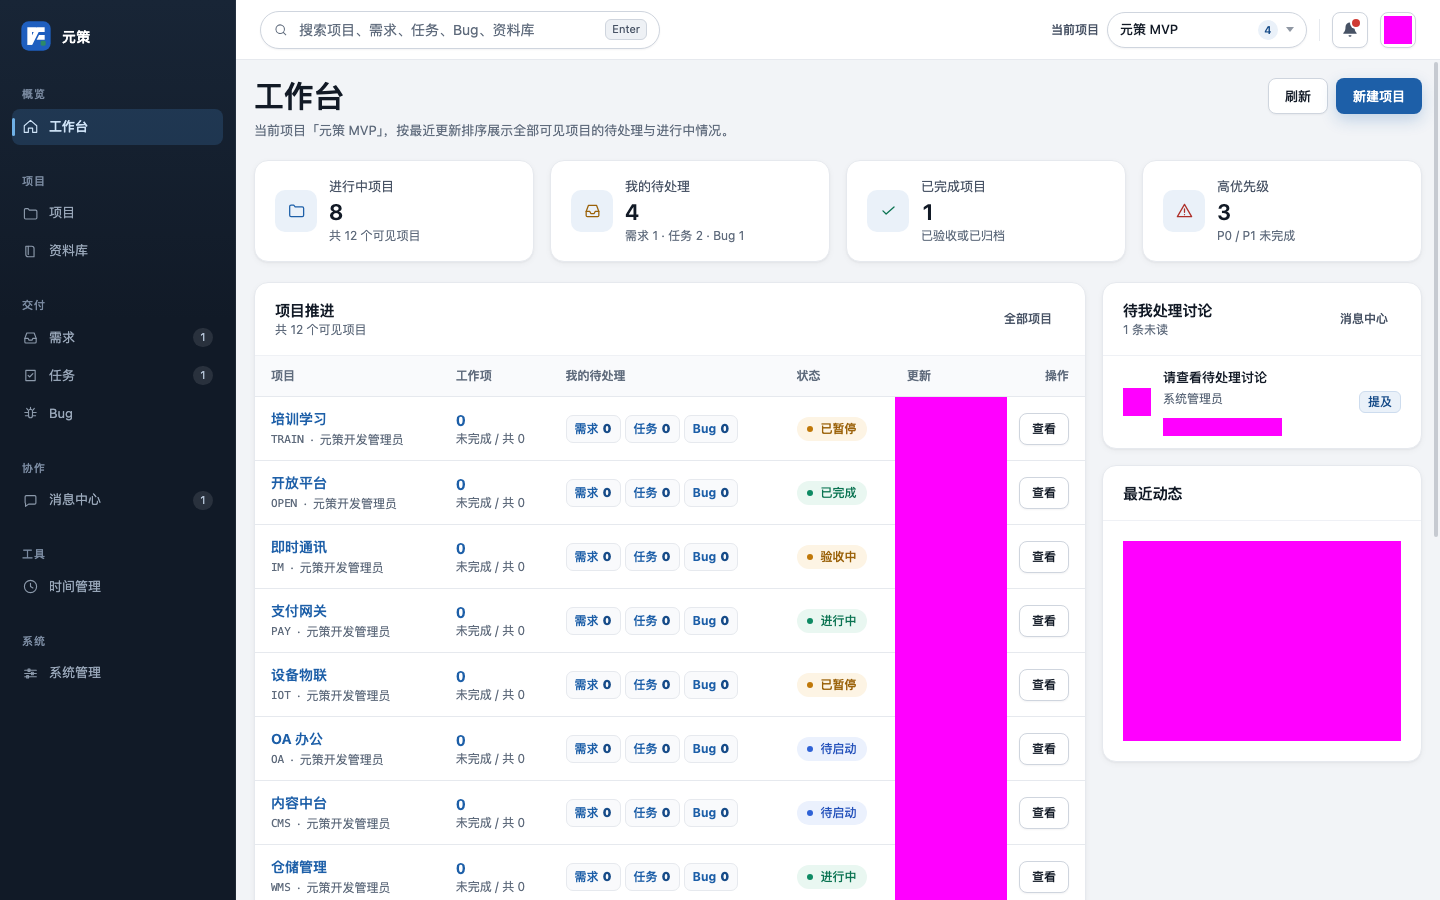 元策
概览
工作台
项目
项目
资料库
交付
需求 1
任务 1
Bug
协作
消息中心 1
工具
时间管理
系统
系统管理
搜索项目、需求、任务、Bug、资料库 Enter
当前项目 元策 MVP 4
工作台
当前项目「元策 MVP」，按最近更新排序展示全部可见项目的待处理与进行中情况。
刷新 新建项目
进行中项目
8
共 12 个可见项目
我的待处理
4
需求 1 · 任务 2 · Bug 1
已完成项目
1
已验收或已归档
高优先级
3
P0 / P1 未完成
项目推进
共 12 个可见项目
全部项目
项目 工作项 我的待处理 状态 更新 操作
培训学习 0
TRAIN · 元策开发管理员 未完成 / 共 0
需求 0 任务 0 Bug 0 已暂停 查看
开放平台 0
OPEN · 元策开发管理员 未完成 / 共 0
需求 0 任务 0 Bug 0 已完成 查看
即时通讯 0
IM · 元策开发管理员 未完成 / 共 0
需求 0 任务 0 Bug 0 验收中 查看
支付网关 0
PAY · 元策开发管理员 未完成 / 共 0
需求 0 任务 0 Bug 0 进行中 查看
设备物联 0
IOT · 元策开发管理员 未完成 / 共 0
需求 0 任务 0 Bug 0 已暂停 查看
OA 办公 0
OA · 元策开发管理员 未完成 / 共 0
需求 0 任务 0 Bug 0 待启动 查看
内容中台 0
CMS · 元策开发管理员 未完成 / 共 0
需求 0 任务 0 Bug 0 待启动 查看
仓储管理 0
WMS · 元策开发管理员 未完成 / 共 0
需求 0 任务 0 Bug 0 进行中 查看
待我处理讨论
1 条未读
消息中心
请查看待处理讨论
系统管理员
提及
最近动态